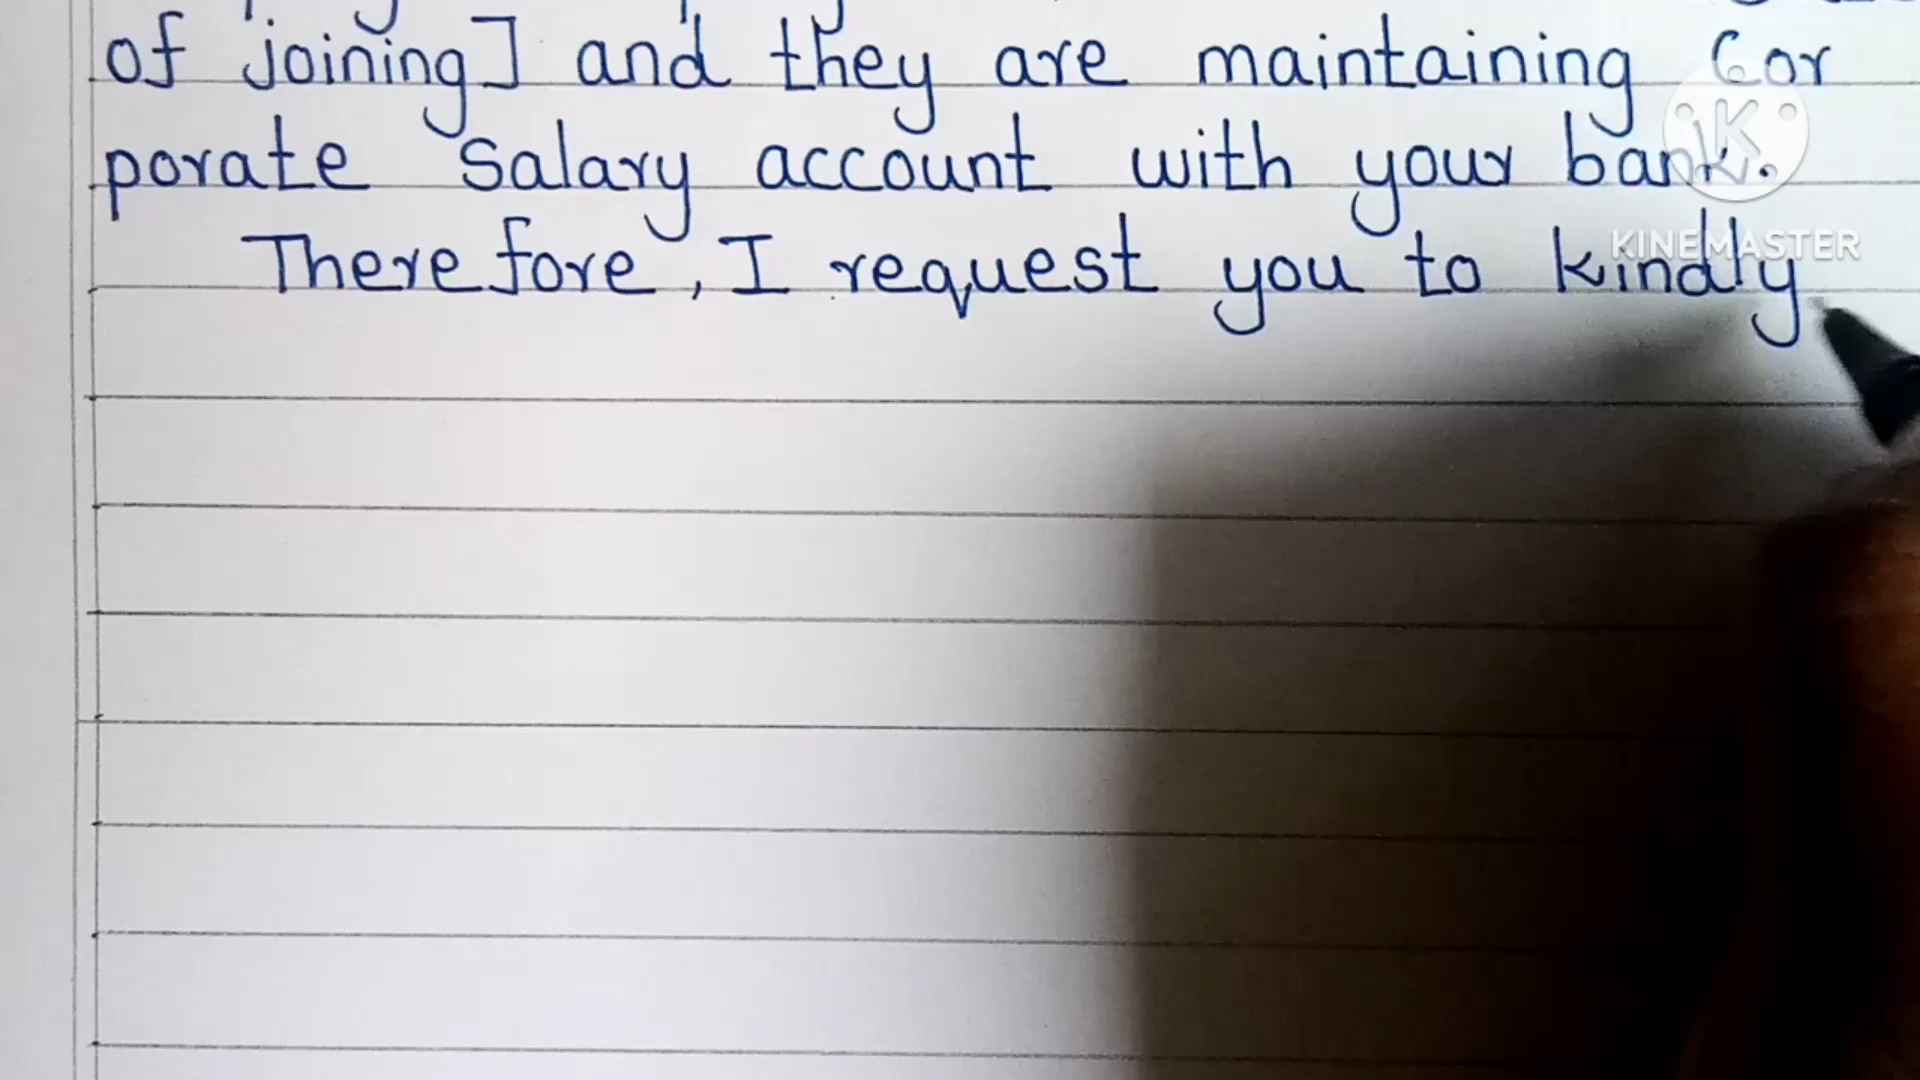 of joining] and they are maintaining Cor
porate salary account with your bank.
Therefore, I request you to kindly
K
KINEMASTER